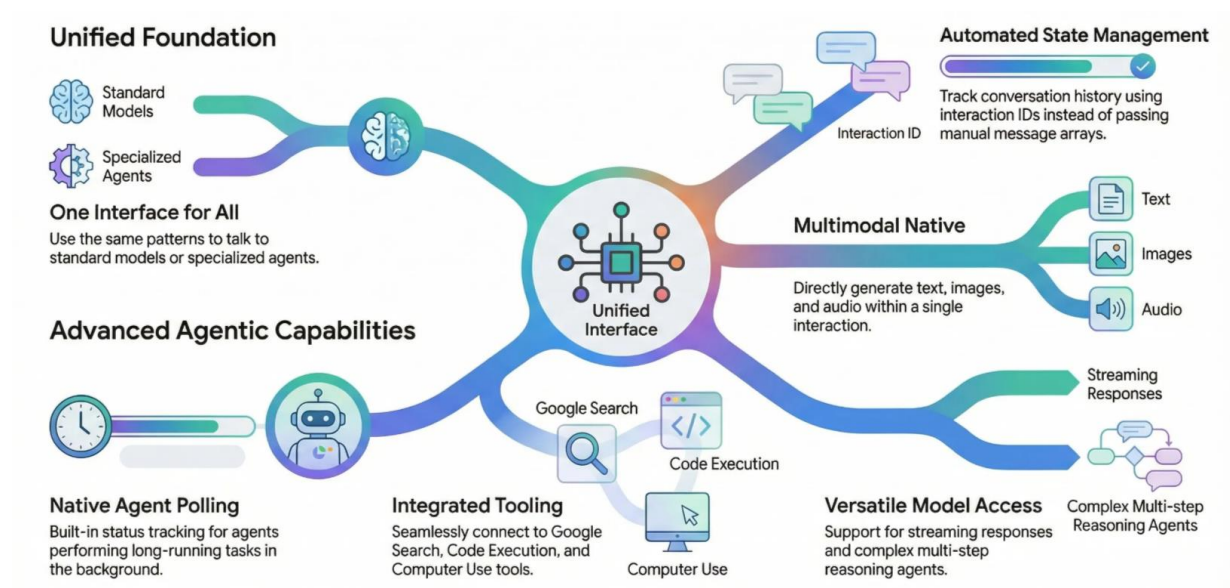 Unified Foundation
Standard
Models
Specialized
Agents
One Interface for All
Use the same patterns to talk to
standard models or specialized agents.
Advanced Agentic Capabilities
Native Agent Polling
Built-in status tracking for agents
performing long-running tasks in
the background.
Unified
Interface
Google Search
Code Execution
Computer Use
Integrated Tooling
Seamlessly connect to Google
Search, Code Execution, and
Computer Use tools.
Interaction ID
Automated State Management
Track conversation history using
interaction IDs instead of passing
manual message arrays.
Multimodal Native
Directly generate text, images,
and audio within a single
interaction.
Text
Images
Audio
Streaming
Responses
Complex Multi-step
Reasoning Agents
Versatile Model Access
Support for streaming responses
and complex multi-step
reasoning agents.